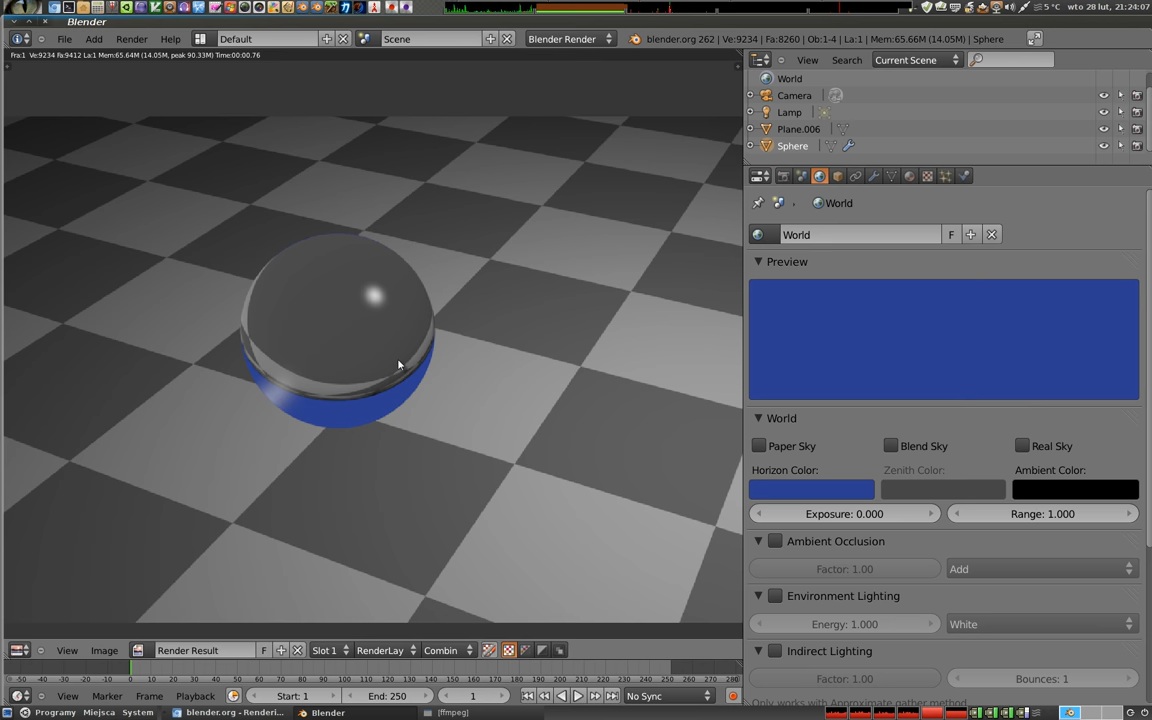 5 °C wto 28 lut, 21:24:07
Blender
File Add Render Help Default Scene Blender Render blender.org 262 | Ve:9234 | Fa:8260 | Ob:1-4 | La:1 | Mem:65.66M (14.05M) | Sphere
Fra:1 Ve:9234 Fa:9412 La:1 Mem:65.64M (14.05M, peak 90.33M) Time:00:00.76
View Search Current Scene
World
Camera
Lamp
Plane.006
Sphere
World
World F
Preview
World
Paper Sky Blend Sky Real Sky
Horizon Color: Zenith Color: Ambient Color:
Exposure: 0.000 Range: 1.000
Ambient Occlusion
Factor: 1.00 Add
Environment Lighting
Energy: 1.000 White
Indirect Lighting
Factor: 1.00 Bounces: 1
Only works with Approximate gather method
View Image Render Result F Slot 1 RenderLay Combin
-50 -40 -30 -20 -10 0 10 20 30 40 50 60 70 80 90 100 110 120 130 140 150 160 170 180 190 200 210 220 230 240 250 260 270 280
View Marker Frame Playback Start: 1 End: 250 1 No Sync
Programy Miejsca System blender.org - Renderi... Blender [ffmpeg]